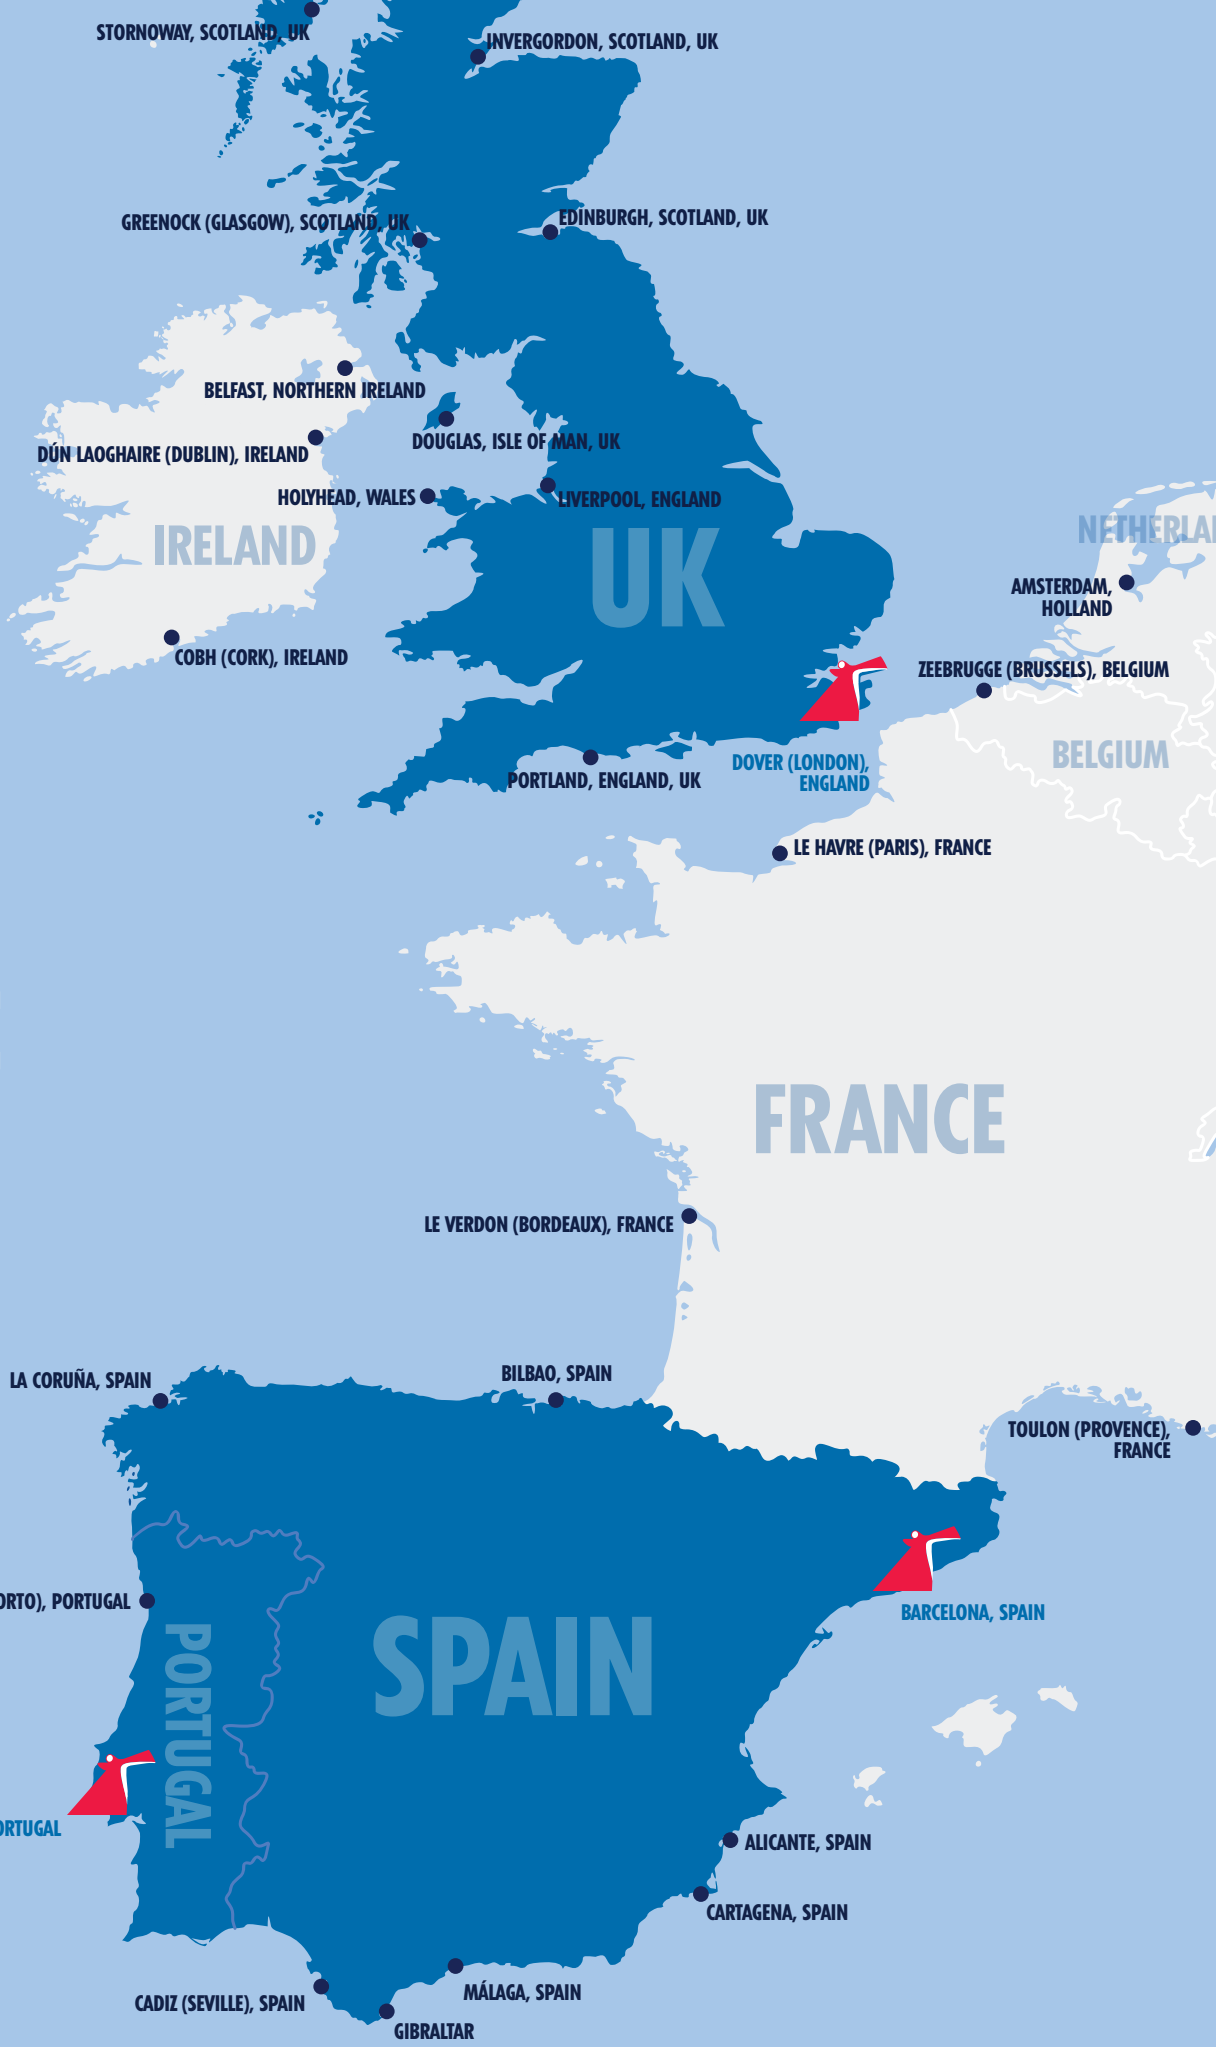 STORNOWAY, SCOTLAND, UK
INVERGORDON, SCOTLAND, UK
GREENOCK (GLASGOW), SCOTLAND, UK
EDINBURGH, SCOTLAND, UK
BELFAST, NORTHERN IRELAND
DOUGLAS, ISLE OF MAN, UK
DÚN LAOGHAIRE (DUBLIN), IRELAND
HOLYHEAD, WALES
LIVERPOOL, ENGLAND
IRELAND
UK
NETHERLA
AMSTERDAM,
HOLLAND
COBH (CORK), IRELAND
ZEEBRUGGE (BRUSSELS), BELGIUM
BELGIUM
DOVER (LONDON),
ENGLAND
PORTLAND, ENGLAND, UK
LE HAVRE (PARIS), FRANCE
FRANCE
LE VERDON (BORDEAUX), FRANCE
LA CORUÑA, SPAIN
BILBAO, SPAIN
TOULON (PROVENCE),
FRANCE
ORTO), PORTUGAL
BARCELONA, SPAIN
SPAIN
PORTUGAL
ORTUGAL
ALICANTE, SPAIN
CARTAGENA, SPAIN
MÁLAGA, SPAIN
CADIZ (SEVILLE), SPAIN
GIBRALTAR